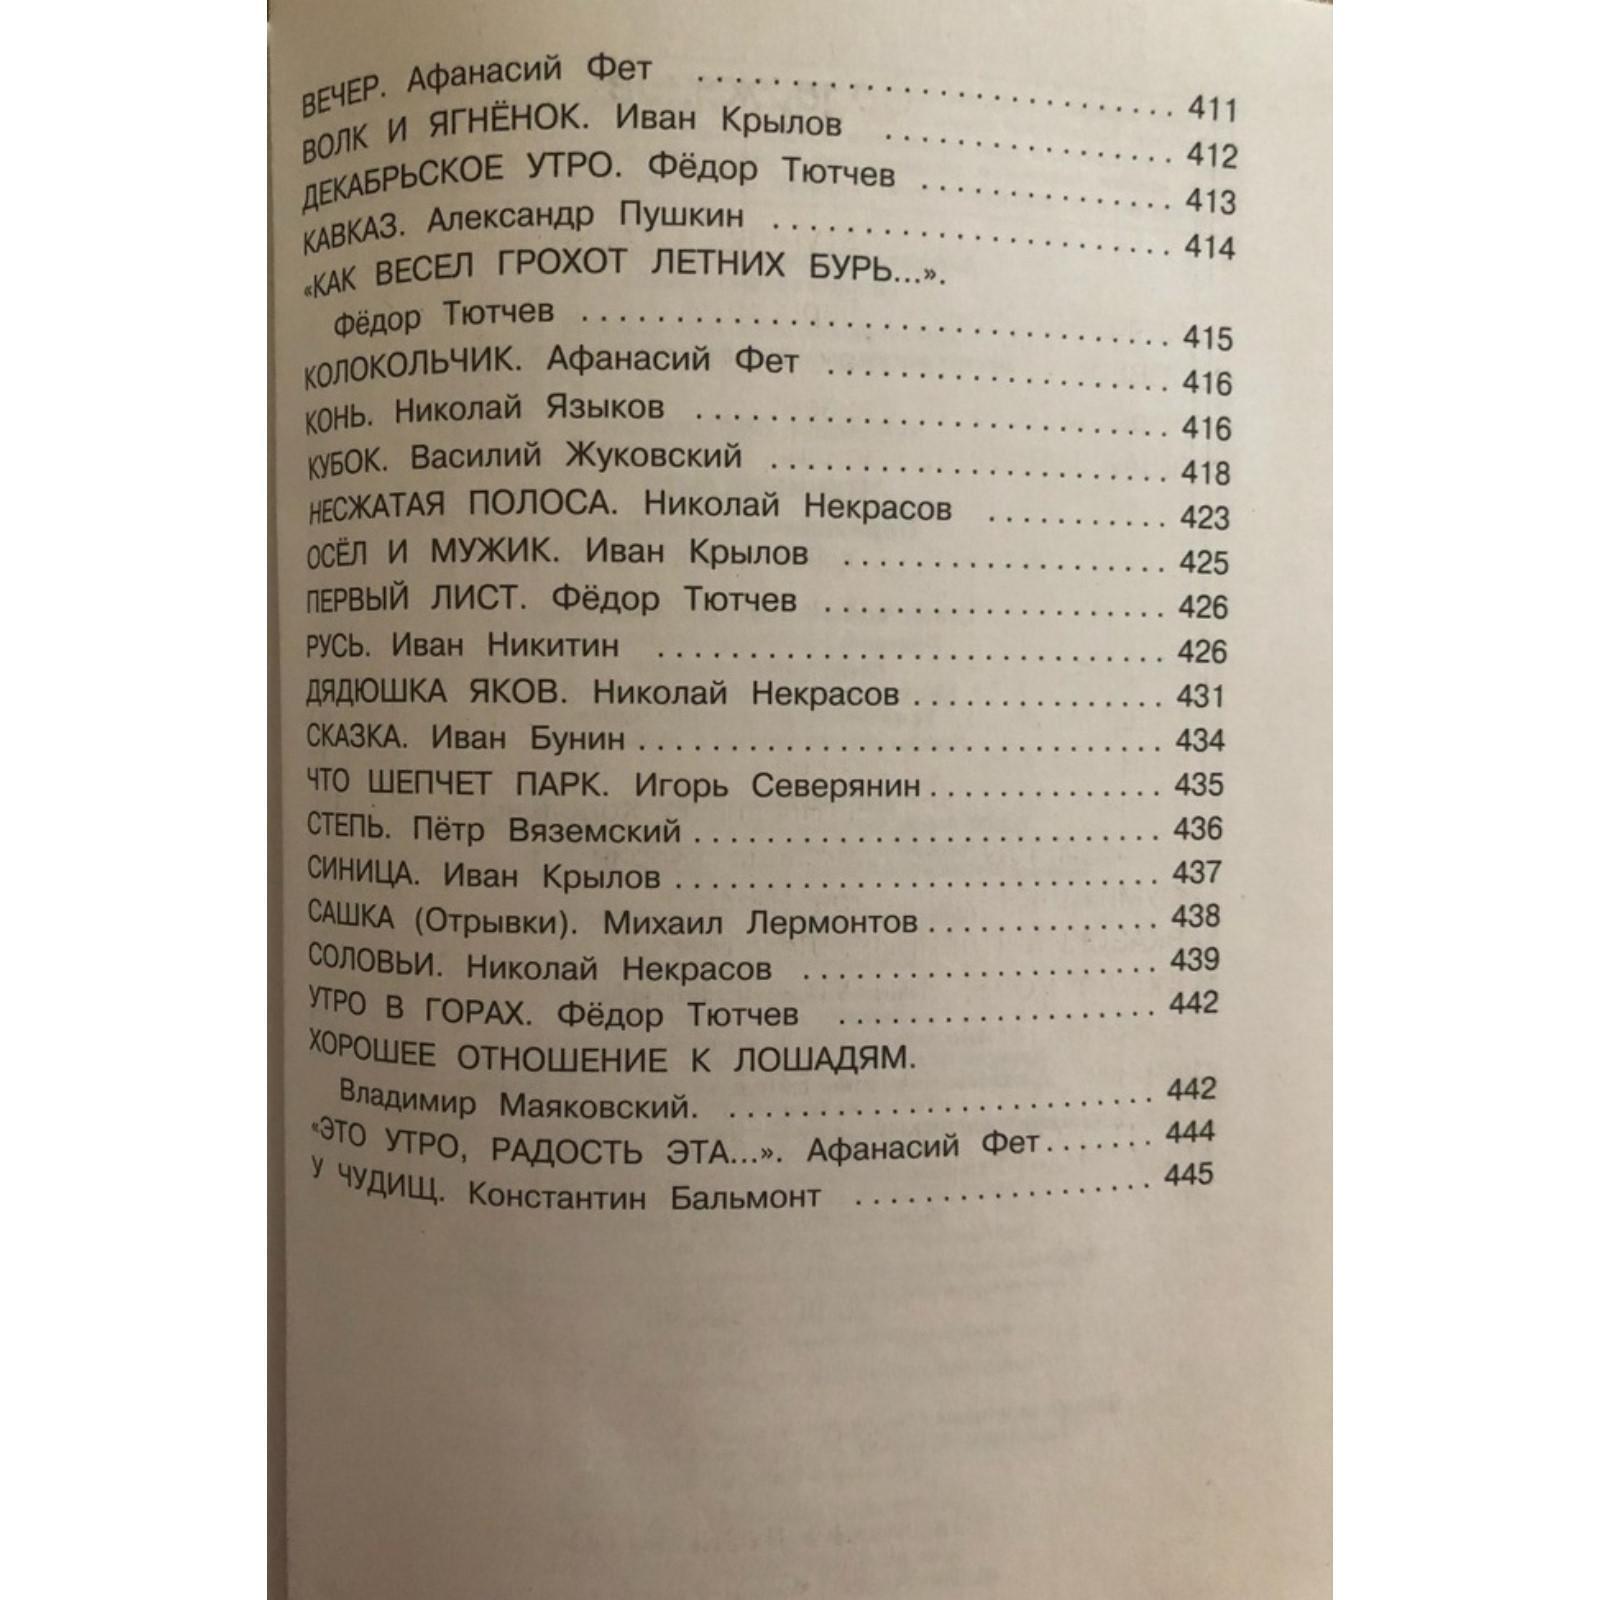 ВЕЧЕР. Афанасий Фет .......................... 411
ВОЛК И ЯГНЁНОК. Иван Крылов ................ 412
ДЕКАБРЬСКОЕ УТРО. Фёдор Тютчев .............. 413
КАВКАЗ. Александр Пушкин ...................... 414
«КАК ВЕСЕЛ ГРОХОТ ЛЕТНИХ БУРЬ...».
Фёдор Тютчев ................................ 415
КОЛОКОЛЬЧИК. Афанасий Фет ................... 416
КОНЬ. Николай Языков .......................... 416
КУБОК. Василий Жуковский ...................... 418
НЕСЖАТАЯ ПОЛОСА. Николай Некрасов ........... 423
ОСЁЛ И МУЖИК. Иван Крылов .................. 425
ПЕРВЫЙ ЛИСТ. Фёдор Тютчев ................... 426
РУСЬ. Иван Никитин ............................ 426
ДЯДЮШКА ЯКОВ. Николай Некрасов .............. 431
СКАЗКА. Иван Бунин ............................. 434
ЧТО ШЕПЧЕТ ПАРК. Игорь Северянин ............. 435
СТЕПЬ. Пётр Вяземский .......................... 436
СИНИЦА. Иван Крылов ........................... 437
САШКА (Отрывки). Михаил Лермонтов ............. 438
СОЛОВЬИ. Николай Некрасов .................... 439
УТРО В ГОРАХ. Фёдор Тютчев .................. 442
ХОРОШЕЕ ОТНОШЕНИЕ К ЛОШАДЯМ.
Владимир Маяковский. ........................ 442
«ЭТО УТРО, РАДОСТЬ ЭТА...». Афанасий Фет ....... 444
У ЧУДИЩ. Константин Бальмонт ................. 445